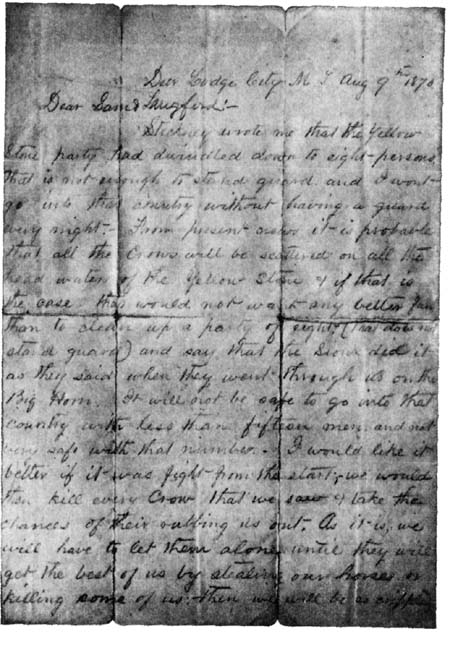 Deer Lodge City M. T. Aug 9th 1870
Dear Sam & Langford:-
Stickney wrote me that the Yellow
stone party had dwindled down to eight persons
that is not enough to stand guard and I wont
go into that country without having a guard
every night.- From present news it is probable
that all the Crows will be scattered on all the
head waters of the Yellow Stone & if that is
the case they would not want any better fun
than to clean up a party of eight (that does not
stand guard) and say that the Sioux did it
as they said when they went through us on the
Big Horn. It will not be safe to go into that
country with less than fifteen men and not
very safe with that number.- I would like it
better if it was fight from the start; we would
then kill every Crow that we saw & take the
chances of their rubbing us out. As it is, we
will have to let them alone until they will
get the best of us by stealing our horses or
killing some of us; then we will be so crippled